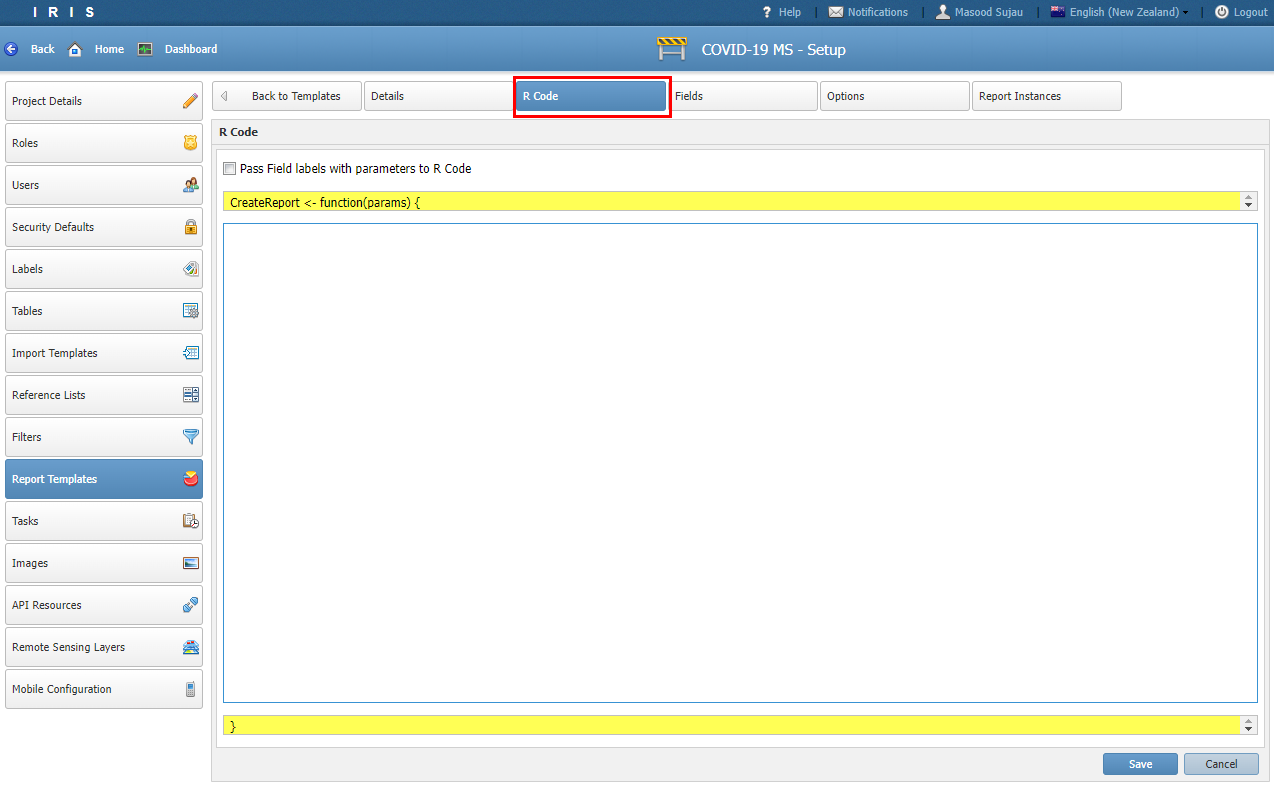 I R I S
? Help | Notifications | Masood Sujau | English (New Zealand) | Logout
Back Home Dashboard
COVID-19 MS - Setup
Project Details
Roles
Users
Security Defaults
Labels
Tables
Import Templates
Reference Lists
Filters
Report Templates
Tasks
Images
API Resources
Remote Sensing Layers
Mobile Configuration
Back to Templates
Details
R Code
Fields
Options
Report Instances
R Code
Pass Field labels with parameters to R Code
CreateReport <- function(params) {
}
Save
Cancel